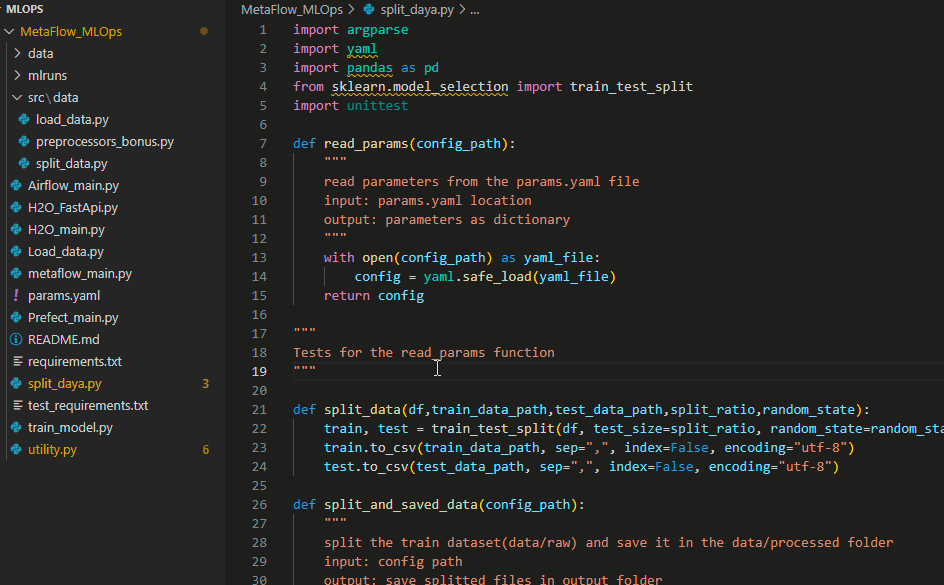 MLOPS
MetaFlow_MLOps
data
mlruns
src\data
load_data.py
preprocessors_bonus.py
split_data.py
Airflow_main.py
H2O_FastApi.py
H2O_main.py
Load_data.py
metaflow_main.py
params.yaml
Prefect_main.py
README.md
requirements.txt
split_daya.py 3
test_requirements.txt
train_model.py
utility.py 6
MetaFlow_MLOps > split_daya.py > ...
1 import argparse
2 import yaml
3 import pandas as pd
4 from sklearn.model_selection import train_test_split
5 import unittest
6
7 def read_params(config_path):
8 """
9 read parameters from the params.yaml file
10 input: params.yaml location
11 output: parameters as dictionary
12 """
13 with open(config_path) as yaml_file:
14 config = yaml.safe_load(yaml_file)
15 return config
16
17 """
18 Tests for the read_params function
19 """
20
21 def split_data(df,train_data_path,test_data_path,split_ratio,random_state):
22 train, test = train_test_split(df, test_size=split_ratio, random_state=random_sta
23 train.to_csv(train_data_path, sep=",", index=False, encoding="utf-8")
24 test.to_csv(test_data_path, sep=",", index=False, encoding="utf-8")
25
26 def split_and_saved_data(config_path):
27 """
28 split the train dataset(data/raw) and save it in the data/processed folder
29 input: config path
30 output: save splitted files in output folder